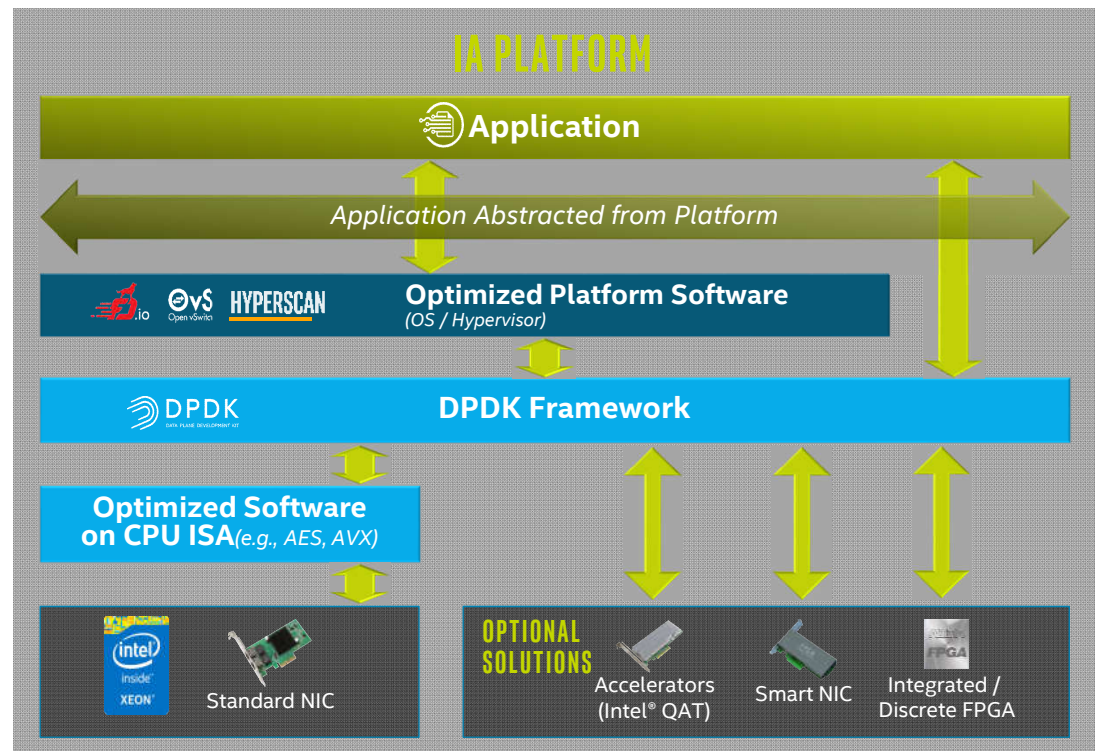 IA PLATFORM
Application
Application Abstracted from Platform
.io
OvS
Open vSwitch
HYPERSCAN
Optimized Platform Software
(OS / Hypervisor)
DPDK
DATA PLANE DEVELOPMENT KIT
DPDK Framework
Optimized Software
on CPU ISA(e.g., AES, AVX)
intel
inside™
XEON®
Standard NIC
OPTIONAL
SOLUTIONS
Accelerators
(Intel® QAT)
Smart NIC
FPGA
Integrated /
Discrete FPGA